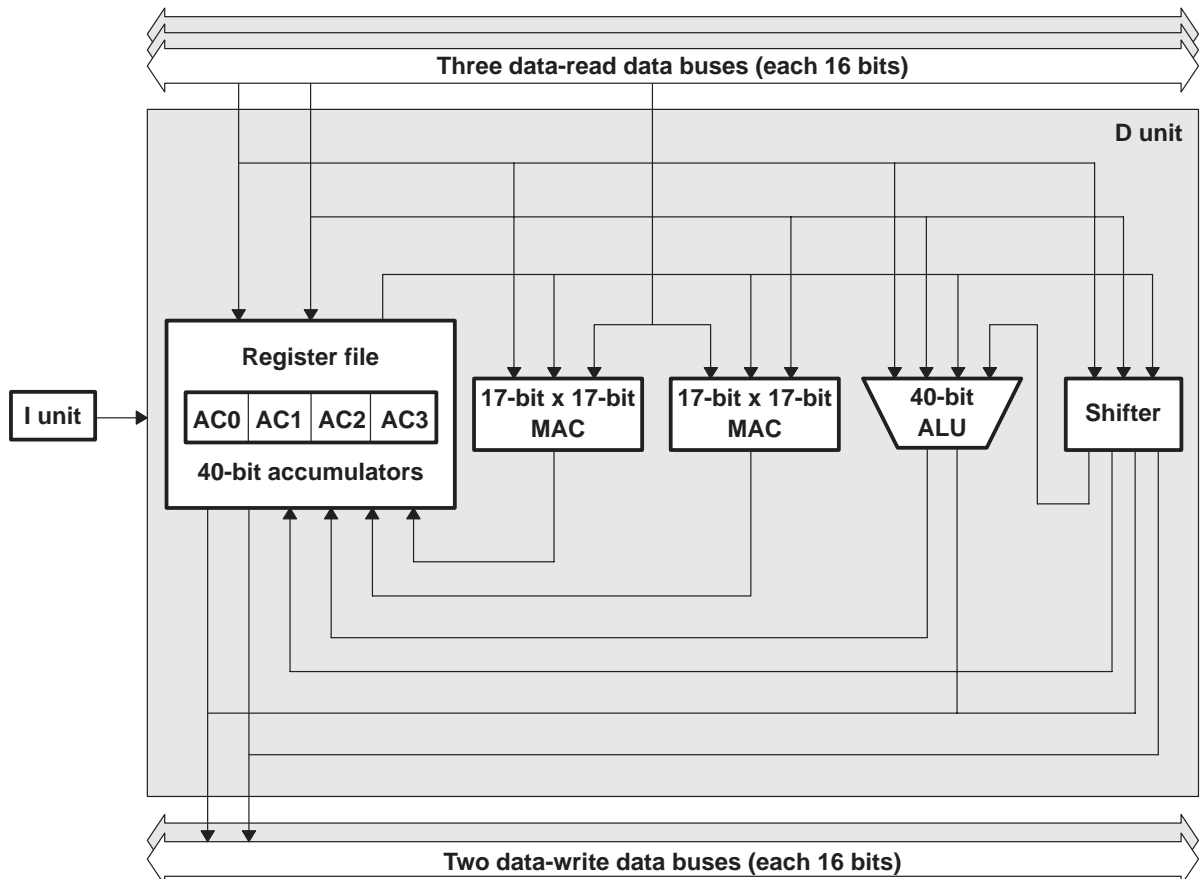 Three data-read data buses (each 16 bits)
D unit
Register file
AC0 AC1 AC2 AC3
40-bit accumulators
I unit
17-bit x 17-bit
MAC
17-bit x 17-bit
MAC
40-bit
ALU
Shifter
Two data-write data buses (each 16 bits)